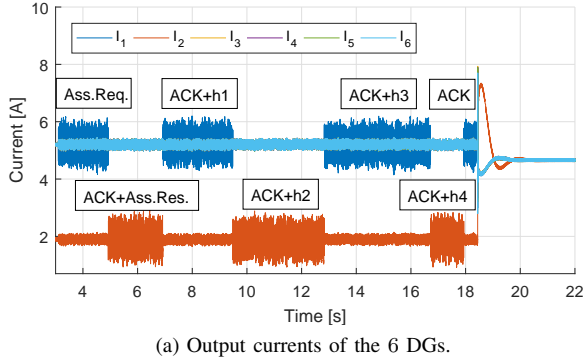 10
8
6
4
2
Current [A]
I1 I2 I3 I4 I5 I6
Ass.Req. ACK+h1 ACK+h3 ACK
ACK+Ass.Res. ACK+h2 ACK+h4
4 6 8 10 12 14 16 18 20 22
Time [s]
(a) Output currents of the 6 DGs.